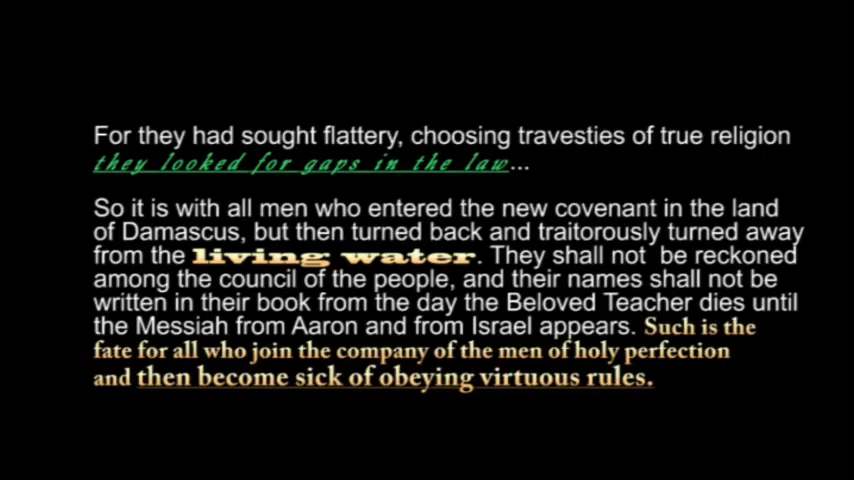 For they had sought flattery, choosing travesties of true religion
they looked for gaps in the law...
So it is with all men who entered the new covenant in the land
of Damascus, but then turned back and traitorously turned away
from the living water. They shall not be reckoned
among the council of the people, and their names shall not be
written in their book from the day the Beloved Teacher dies until
the Messiah from Aaron and from Israel appears. Such is the
fate for all who join the company of the men of holy perfection
and then become sick of obeying virtuous rules.